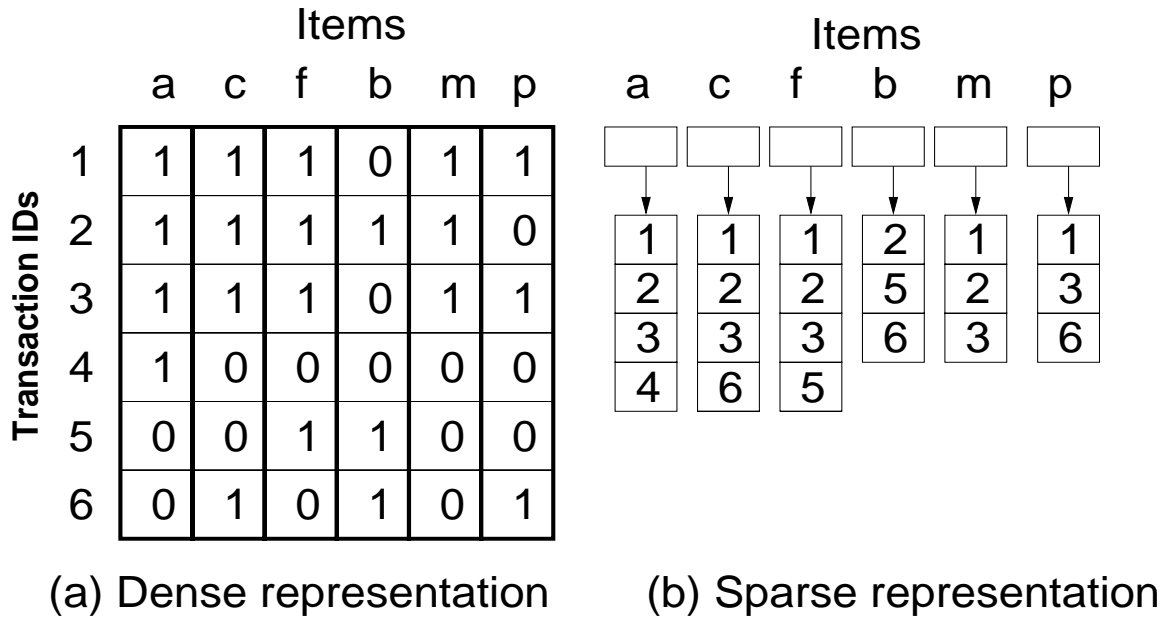 Items
a c f b m p
Transaction IDs
1 1 1 1 0 1 1
2 1 1 1 1 1 0
3 1 1 1 0 1 1
4 1 0 0 0 0 0
5 0 0 1 1 0 0
6 0 1 0 1 0 1
(a) Dense representation
Items
a c f b m p
1 1 1 2 1 1
2 2 2 5 2 3
3 3 3 6 3 6
4 6 5
(b) Sparse representation